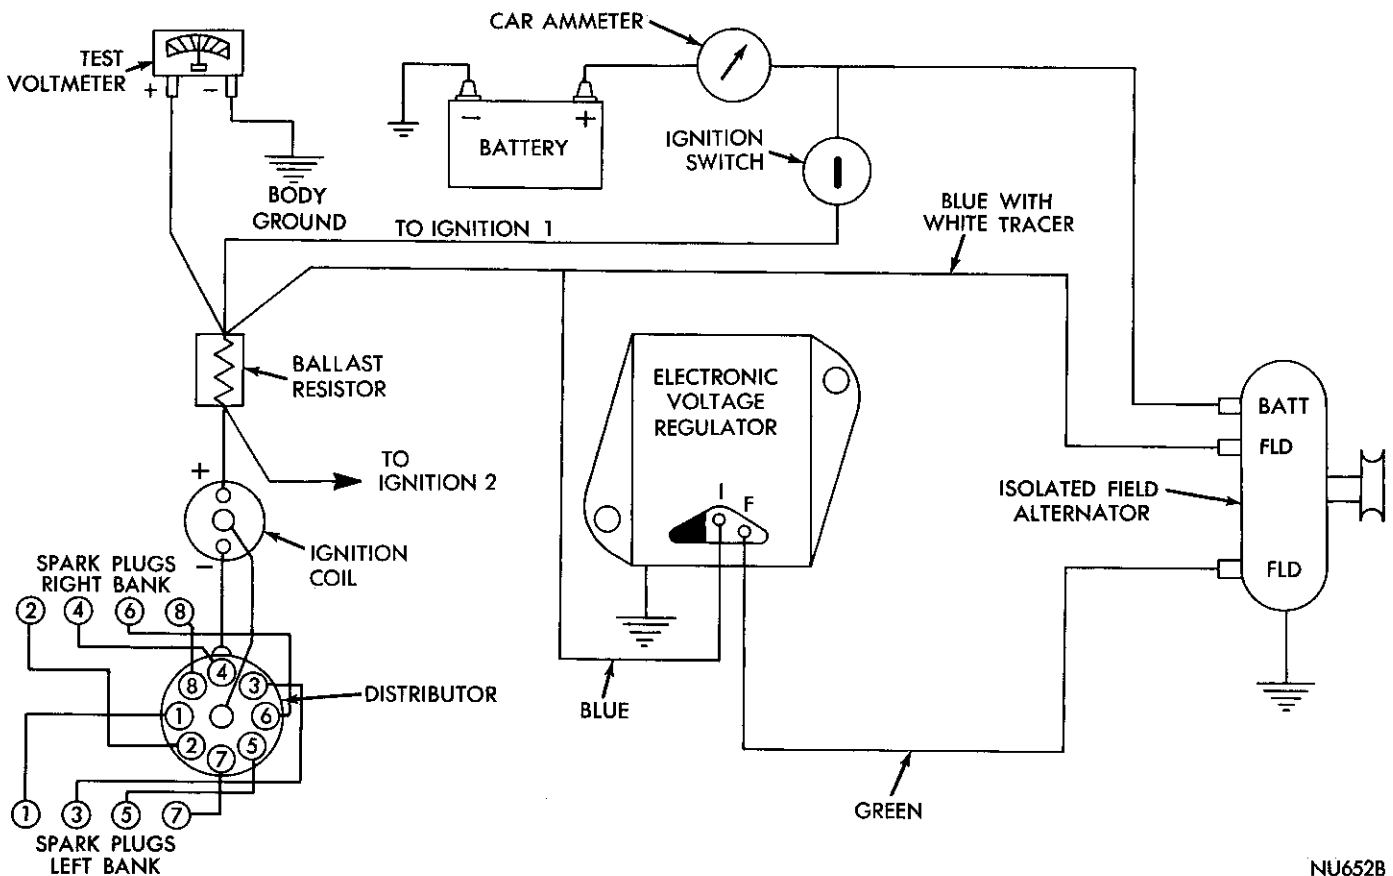 CAR AMMETER
TEST
VOLTMETER
+
−
−
+
BATTERY
IGNITION
SWITCH
BODY
GROUND
TO IGNITION 1
BLUE WITH
WHITE TRACER
BALLAST
RESISTOR
ELECTRONIC
VOLTAGE
REGULATOR
I
F
BATT
FLD
FLD
ISOLATED FIELD
ALTERNATOR
TO
IGNITION 2
+
−
IGNITION
COIL
SPARK PLUGS
RIGHT BANK
2 4 6 8
4
8 3
1 6
2 5
7
DISTRIBUTOR
BLUE
GREEN
1 3 5 7
SPARK PLUGS
LEFT BANK
NU652B